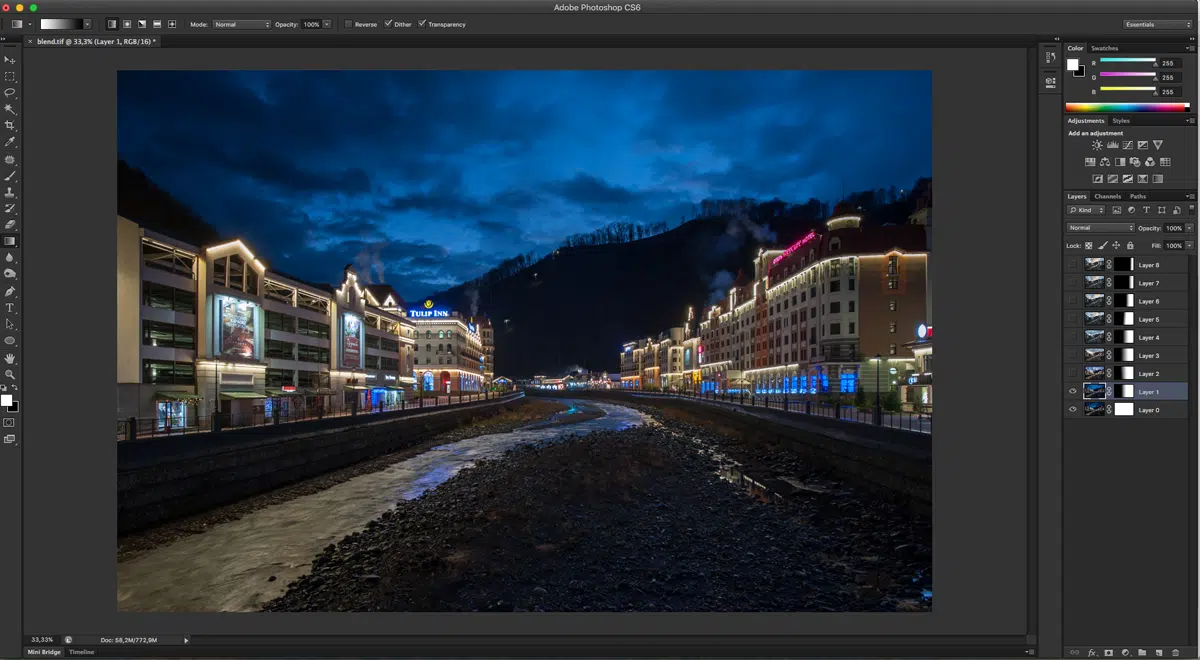 Adobe Photoshop CS6
Mode: Normal Opacity: 100% Reverse Dither Transparency Essentials
× blend.tif @ 33,3% (Layer 1, RGB/16) *
Color Swatches
R 255
G 255
B 255
Adjustments Styles
Add an adjustment
Layers Channels Paths
Kind
Normal Opacity: 100%
Lock: Fill: 100%
Layer 8
Layer 7
Layer 6
Layer 5
Layer 4
Layer 3
Layer 2
Layer 1
Layer 0
TULIP INN
33,33% Doc: 58,2M/772,9M
Mini Bridge Timeline